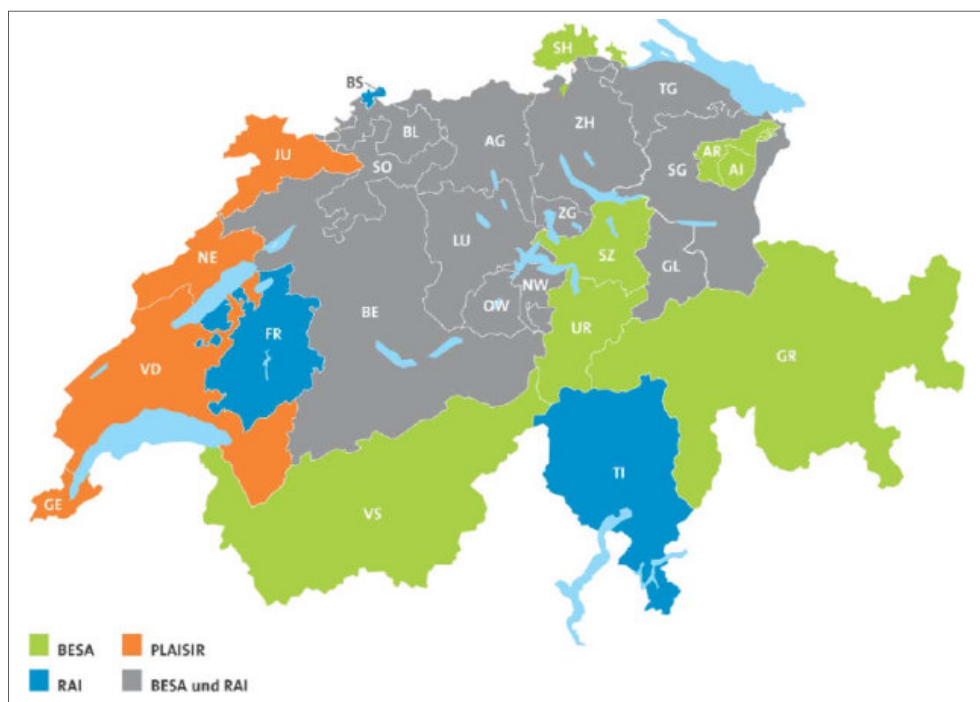 SH
BS
TG
BL
AG
ZH
JU
SO
AR
AI
SG
ZG
LU
NE
SZ
GL
NW
OW
BE
UR
FR
GR
VD
TI
GE
VS
BESA PLAISIR
RAI BESA und RAI